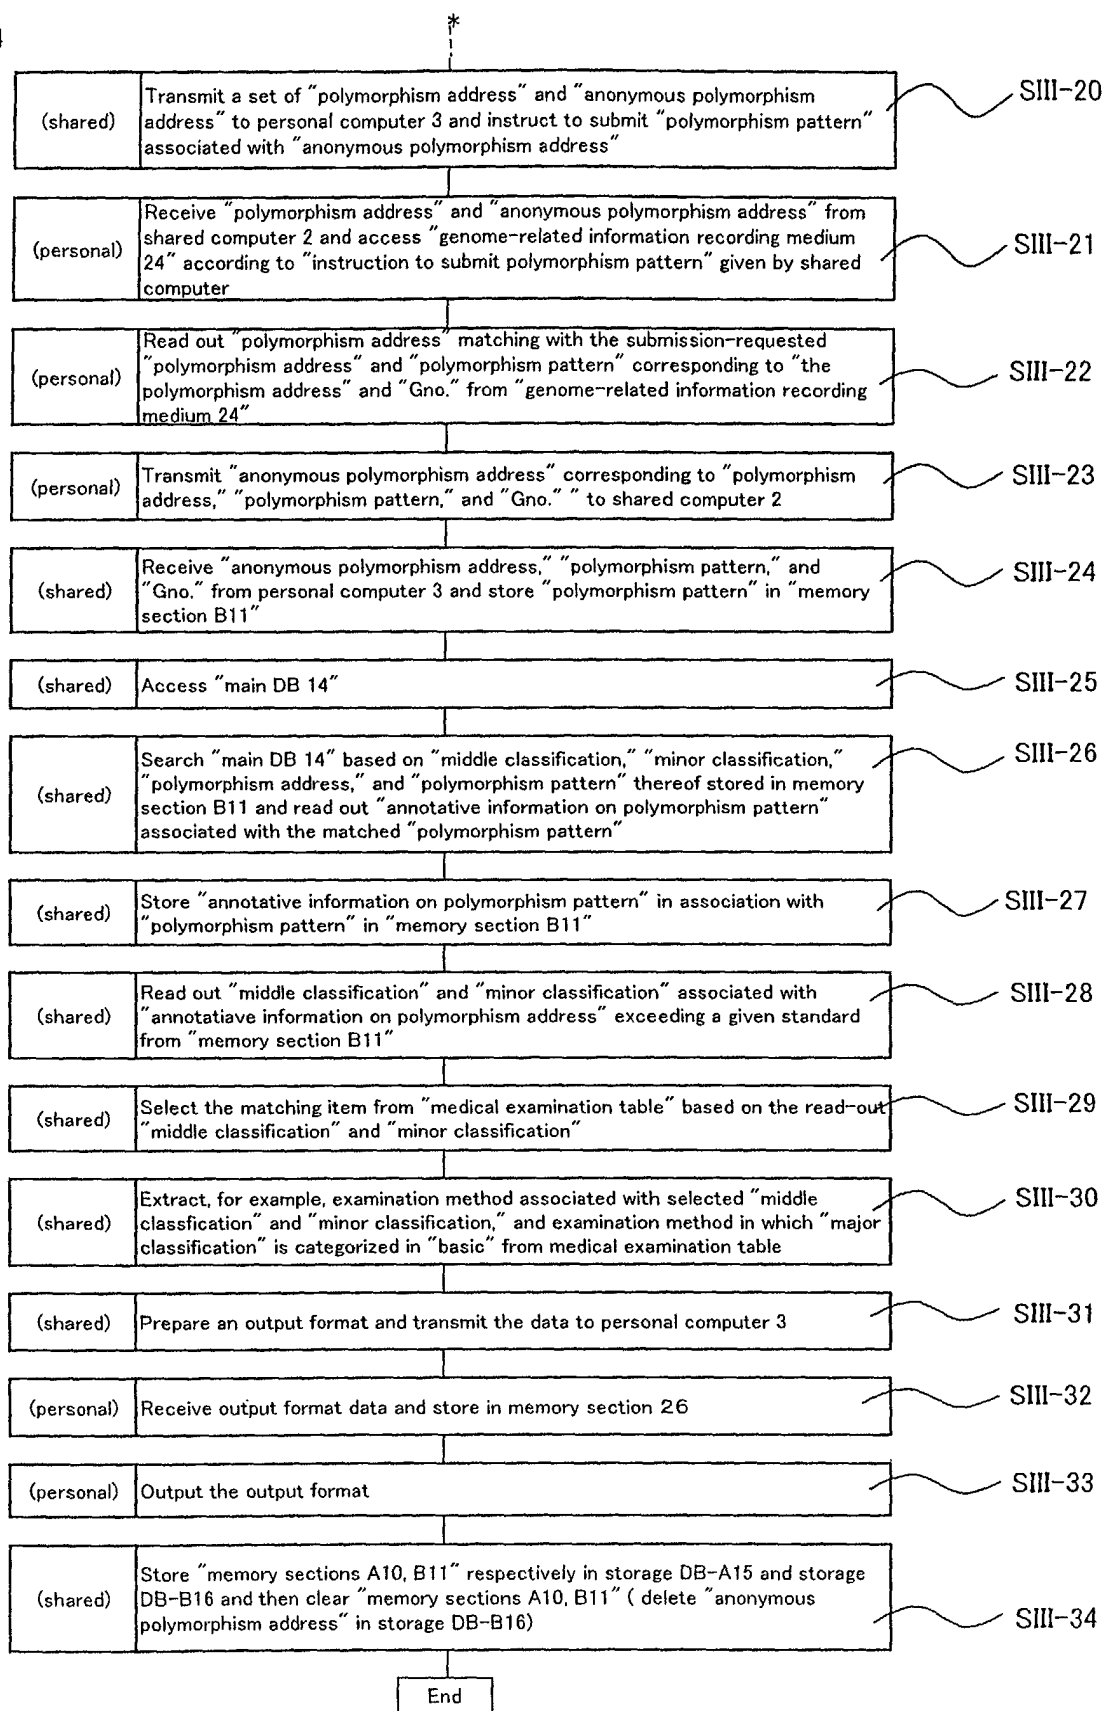 *
(shared)
Transmit a set of "polymorphism address" and "anonymous polymorphism
address" to personal computer 3 and instruct to submit "polymorphism pattern"
associated with "anonymous polymorphism address"
SIII-20
(personal)
Receive "polymorphism address" and "anonymous polymorphism address" from
shared computer 2 and access "genome-related information recording medium
24" according to "instruction to submit polymorphism pattern" given by shared
computer
SIII-21
(personal)
Read out "polymorphism address" matching with the submission-requested
"polymorphism address" and "polymorphism pattern" corresponding to "the
polymorphism address" and "Gno." from "genome-related information recording
medium 24"
SIII-22
(personal)
Transmit "anonymous polymorphism address" corresponding to "polymorphism
address," "polymorphism pattern," and "Gno." " to shared computer 2
SIII-23
(shared)
Receive "anonymous polymorphism address," "polymorphism pattern," and
"Gno." from personal computer 3 and store "polymorphism pattern" in "memory
section B11"
SIII-24
(shared)
Access "main DB 14"
SIII-25
(shared)
Search "main DB 14" based on "middle classification," "minor classification,"
"polymorphism address," and "polymorphism pattern" thereof stored in memory
section B11 and read out "annotative information on polymorphism pattern"
associated with the matched "polymorphism pattern"
SIII-26
(shared)
Store "annotative information on polymorphism pattern" in association with
"polymorphism pattern" in "memory section B11"
SIII-27
(shared)
Read out "middle classification" and "minor classification" associated with
"annotatiave information on polymorphism address" exceeding a given standard
from "memory section B11"
SIII-28
(shared)
Select the matching item from "medical examination table" based on the read-out
"middle classification" and "minor classification"
SIII-29
(shared)
Extract, for example, examination method associated with selected "middle
classfication" and "minor classification," and examination method in which "major
classification" is categorized in "basic" from medical examination table
SIII-30
(shared)
Prepare an output format and transmit the data to personal computer 3
SIII-31
(personal)
Receive output format data and store in memory section 26
SIII-32
(personal)
Output the output format
SIII-33
(shared)
Store "memory sections A10, B11" respectively in storage DB-A15 and storage
DB-B16 and then clear "memory sections A10, B11" ( delete "anonymous
polymorphism address" in storage DB-B16)
SIII-34
End